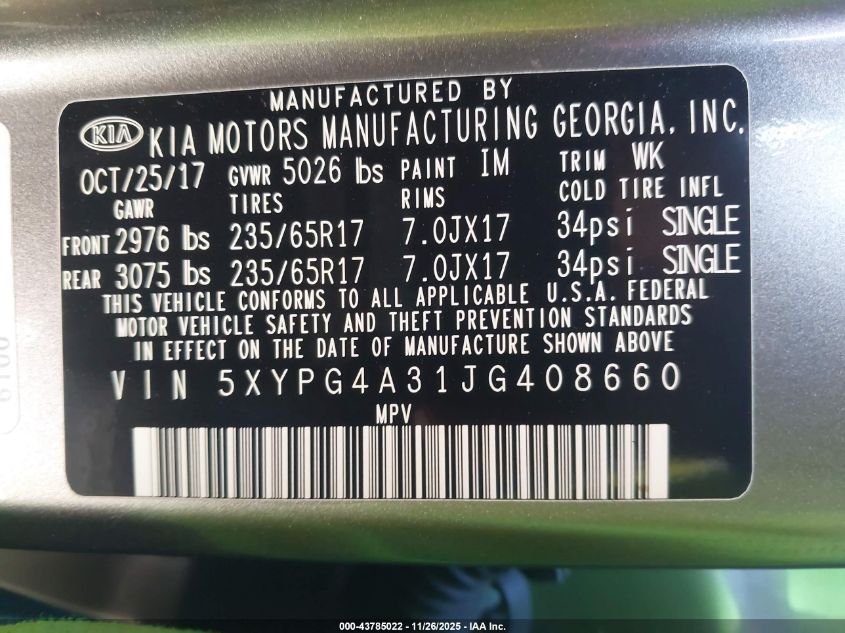 MANUFACTURED BY
KIA KIA MOTORS MANUFACTURING GEORGIA, INC.
OCT/25/17 GVWR 5026 lbs PAINT IM TRIM WK
GAWR TIRES RIMS COLD TIRE INFL
FRONT 2976 lbs 235/65R17 7.0JX17 34psi SINGLE
REAR 3075 lbs 235/65R17 7.0JX17 34psi SINGLE
THIS VEHICLE CONFORMS TO ALL APPLICABLE U.S.A. FEDERAL
MOTOR VEHICLE SAFETY AND THEFT PREVENTION STANDARDS
IN EFFECT ON THE DATE OF MANUFACTURE SHOWN ABOVE
VIN 5XYPG4A31JG408660
MPV
000-43785022 - 11/26/2025 - IAA Inc.